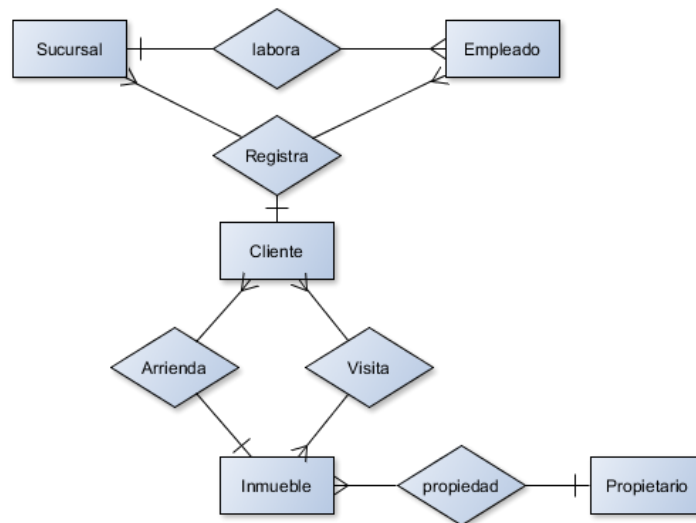 Sucursal
labora
Empleado
Registra
Cliente
Arrienda
Visita
Inmueble
propiedad
Propietario